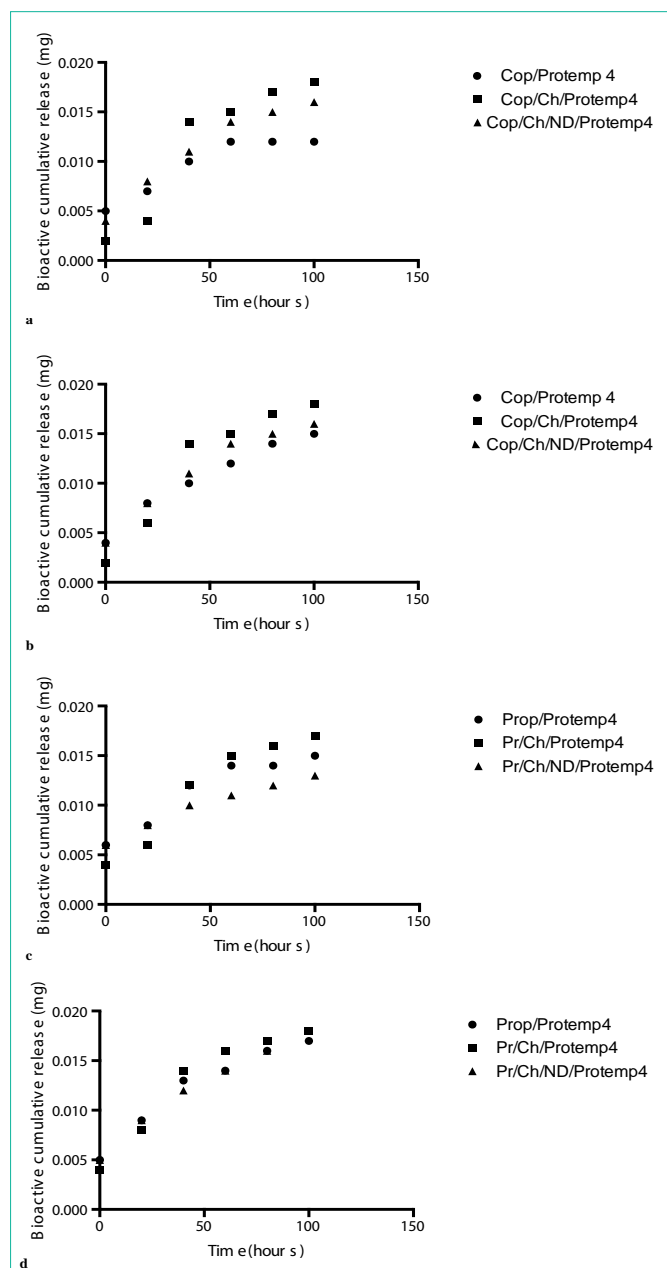 Bioactive cumulative release (mg)
0.020
0.015
0.010
0.005
0.000
0 50 100 150
Tim e(hour s)
Cop/Protemp 4
Cop/Ch/Protemp4
Cop/Ch/ND/Protemp4
a
Bioactive cumulative release (mg)
0.020
0.015
0.010
0.005
0.000
0 50 100 150
Tim e(hour s)
Cop/Protemp 4
Cop/Ch/Protemp4
Cop/Ch/ND/Protemp4
b
Bioactive cumulative release (mg)
0.020
0.015
0.010
0.005
0.000
0 50 100 150
Tim e(hour s)
Prop/Protemp4
Pr/Ch/Protemp4
Pr/Ch/ND/Protemp4
c
Bioactive cumulative release (mg)
0.020
0.015
0.010
0.005
0.000
0 50 100 150
Tim e(hour s)
Prop/Protemp4
Pr/Ch/Protemp4
Pr/Ch/ND/Protemp4
d